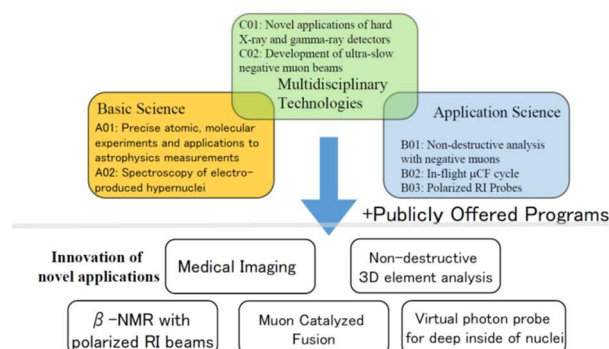 C01: Novel applications of hard
X-ray and gamma-ray detectors
C02: Development of ultra-slow
negative muon beams
Multidisciplinary
Technologies
Basic Science
A01: Precise atomic, molecular
experiments and applications to
astrophysics measurements
A02: Spectroscopy of electro-
produced hypernuclei
Application Science
B01: Non-destructive analysis
with negative muons
B02: In-flight μCF cycle
B03: Polarized RI Probes
+Publicly Offered Programs
Innovation of
novel applications
Medical Imaging
Non-destructive
3D element analysis
β-NMR with
polarized RI beams
Muon Catalyzed
Fusion
Virtual photon probe
for deep inside of nuclei